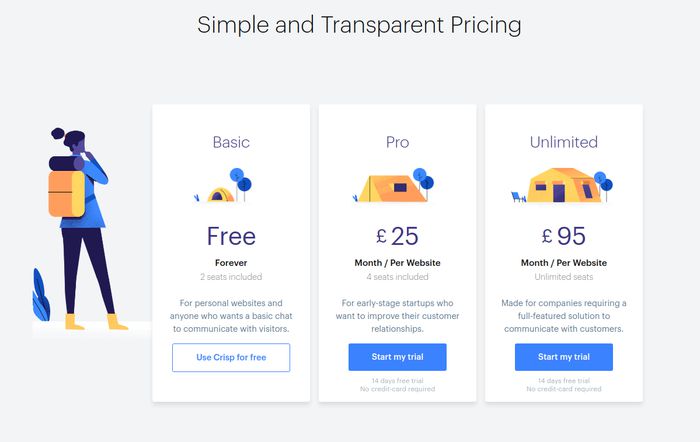 Simple and Transparent Pricing
Basic
Free
Forever
2 seats included
For personal websites and
anyone who wants a basic chat
to communicate with visitors.
Use Crisp for free
Pro
£ 25
Month / Per Website
4 seats included
For early-stage startups who
want to improve their customer
relationships.
Start my trial
14 days free trial
No credit-card required
Unlimited
£ 95
Month / Per Website
Unlimited seats
Made for companies requiring a
full-featured solution to
communicate with customers.
Start my trial
14 days free trial
No credit-card required